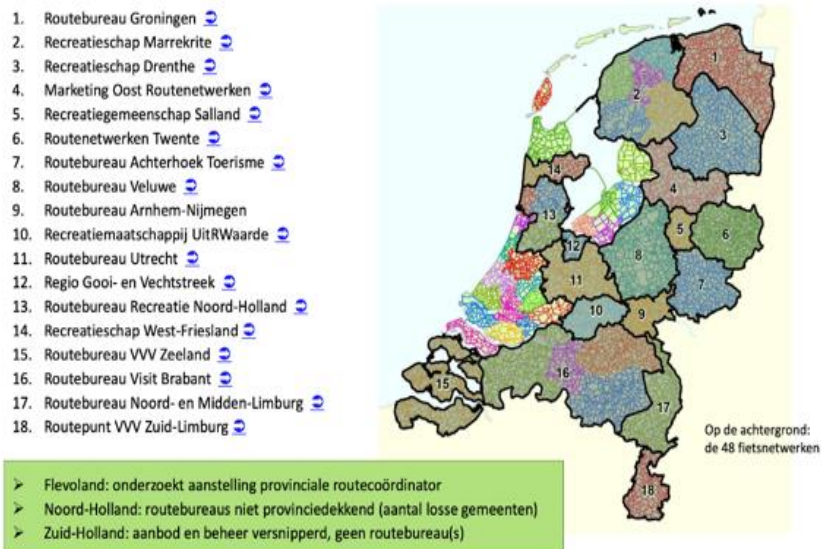 1. Routebureau Groningen
2. Recreatieschap Marrekrite
3. Recreatieschap Drenthe
4. Marketing Oost Routenetwerken
5. Recreatiegemeenschap Salland
6. Routenetwerken Twente
7. Routebureau Achterhoek Toerisme
8. Routebureau Veluwe
9. Routebureau Arnhem-Nijmegen
10. Recreatiemaatschappij UitRWaarde
11. Routebureau Utrecht
12. Regio Gooi- en Vechtstreek
13. Routebureau Recreatie Noord-Holland
14. Recreatieschap West-Friesland
15. Routebureau VVV Zeeland
16. Routebureau Visit Brabant
17. Routebureau Noord- en Midden-Limburg
18. Routepunt VVV Zuid-Limburg
1
2
3
14
4
13
5
6
12
8
11
7
10
9
16
15
17
18
Op de achtergrond:
de 48 fietsnetwerken
➢ Flevoland: onderzoekt aanstelling provinciale routecoördinator
➢ Noord-Holland: routebureaus niet provinciedekkend (aantal losse gemeenten)
➢ Zuid-Holland: aanbod en beheer versnipperd, geen routebureau(s)